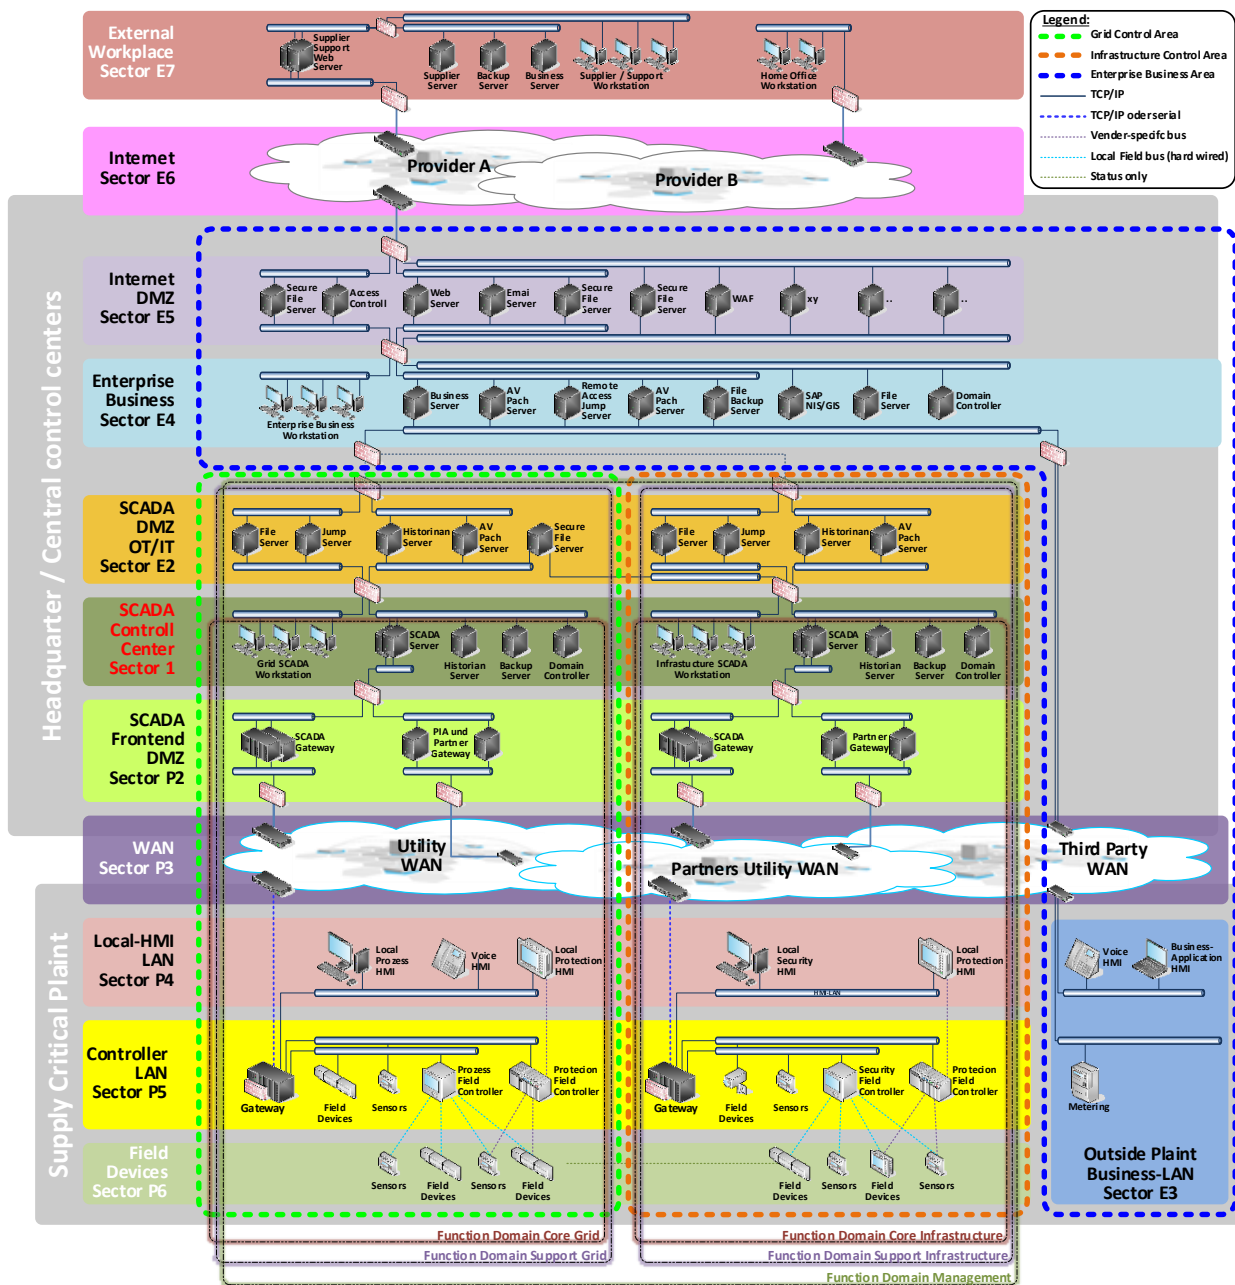 External
Workplace
Sector E7
Supplier
Support
Web
Server
Supplier
Server
Backup
Server
Business
Server
Supplier / Support
Workstation
Home Office
Workstation
Legend:
Grid Control Area
Infrastructure Control Area
Enterprise Business Area
TCP/IP
TCP/IP oder serial
Vender-specifc bus
Local Field bus (hard wired)
Status only
Internet
Sector E6
Provider A
Provider B
Headquarter / Central control centers
Internet
DMZ
Sector E5
Secure
File
Server
Access
Controll
Web
Server
Emai
Server
Secure
File
Server
Secure
File
Server
WAF
xy
..
..
Enterprise
Business
Sector E4
Enterprise Business
Workstation
Business
Server
AV
Pach
Server
Remote
Access
Jump
Server
AV
Pach
Server
File
Backup
Server
SAP
NIS/GIS
File
Server
Domain
Controller
SCADA
DMZ
OT/IT
Sector E2
File
Server
Jump
Server
Historinan
Server
AV
Pach
Server
Secure
File
Server
File
Server
Jump
Server
Historinan
Server
AV
Pach
Server
SCADA
Controll
Center
Sector 1
Grid SCADA
Workstation
SCADA
Server
Historian
Server
Backup
Server
Domain
Controller
Infrastucture SCADA
Workstation
SCADA
Server
Historian
Server
Backup
Server
Domain
Controller
SCADA
Frontend
DMZ
Sector P2
SCADA
Gateway
PIA und
Partner
Gateway
SCADA
Gateway
Partner
Gateway
WAN
Sector P3
Utility
WAN
Partners Utility WAN
Third Party
WAN
Supply Critical Plaint
Local-HMI
LAN
Sector P4
Local
Prozess
HMI
Voice
HMI
Local
Protection
HMI
Local
Security
HMI
Local
Protection
HMI
HMI-LAN
Voice
HMI
Business-
Application
HMI
Controller
LAN
Sector P5
Gateway
Field
Devices
Sensors
Prozess
Field
Controller
Protecion
Field
Controller
Gateway
Field
Devices
Sensors
Security
Field
Controller
Protecion
Field
Controller
Metering
Field
Devices
Sector P6
Sensors
Field
Devices
Sensors
Field
Devices
Field
Devices
Sensors
Field
Devices
Sensors
Outside Plaint
Business-LAN
Sector E3
Function Domain Core Grid
Function Domain Core Infrastructure
Function Domain Support Grid
Function Domain Support Infrastructure
Function Domain Management